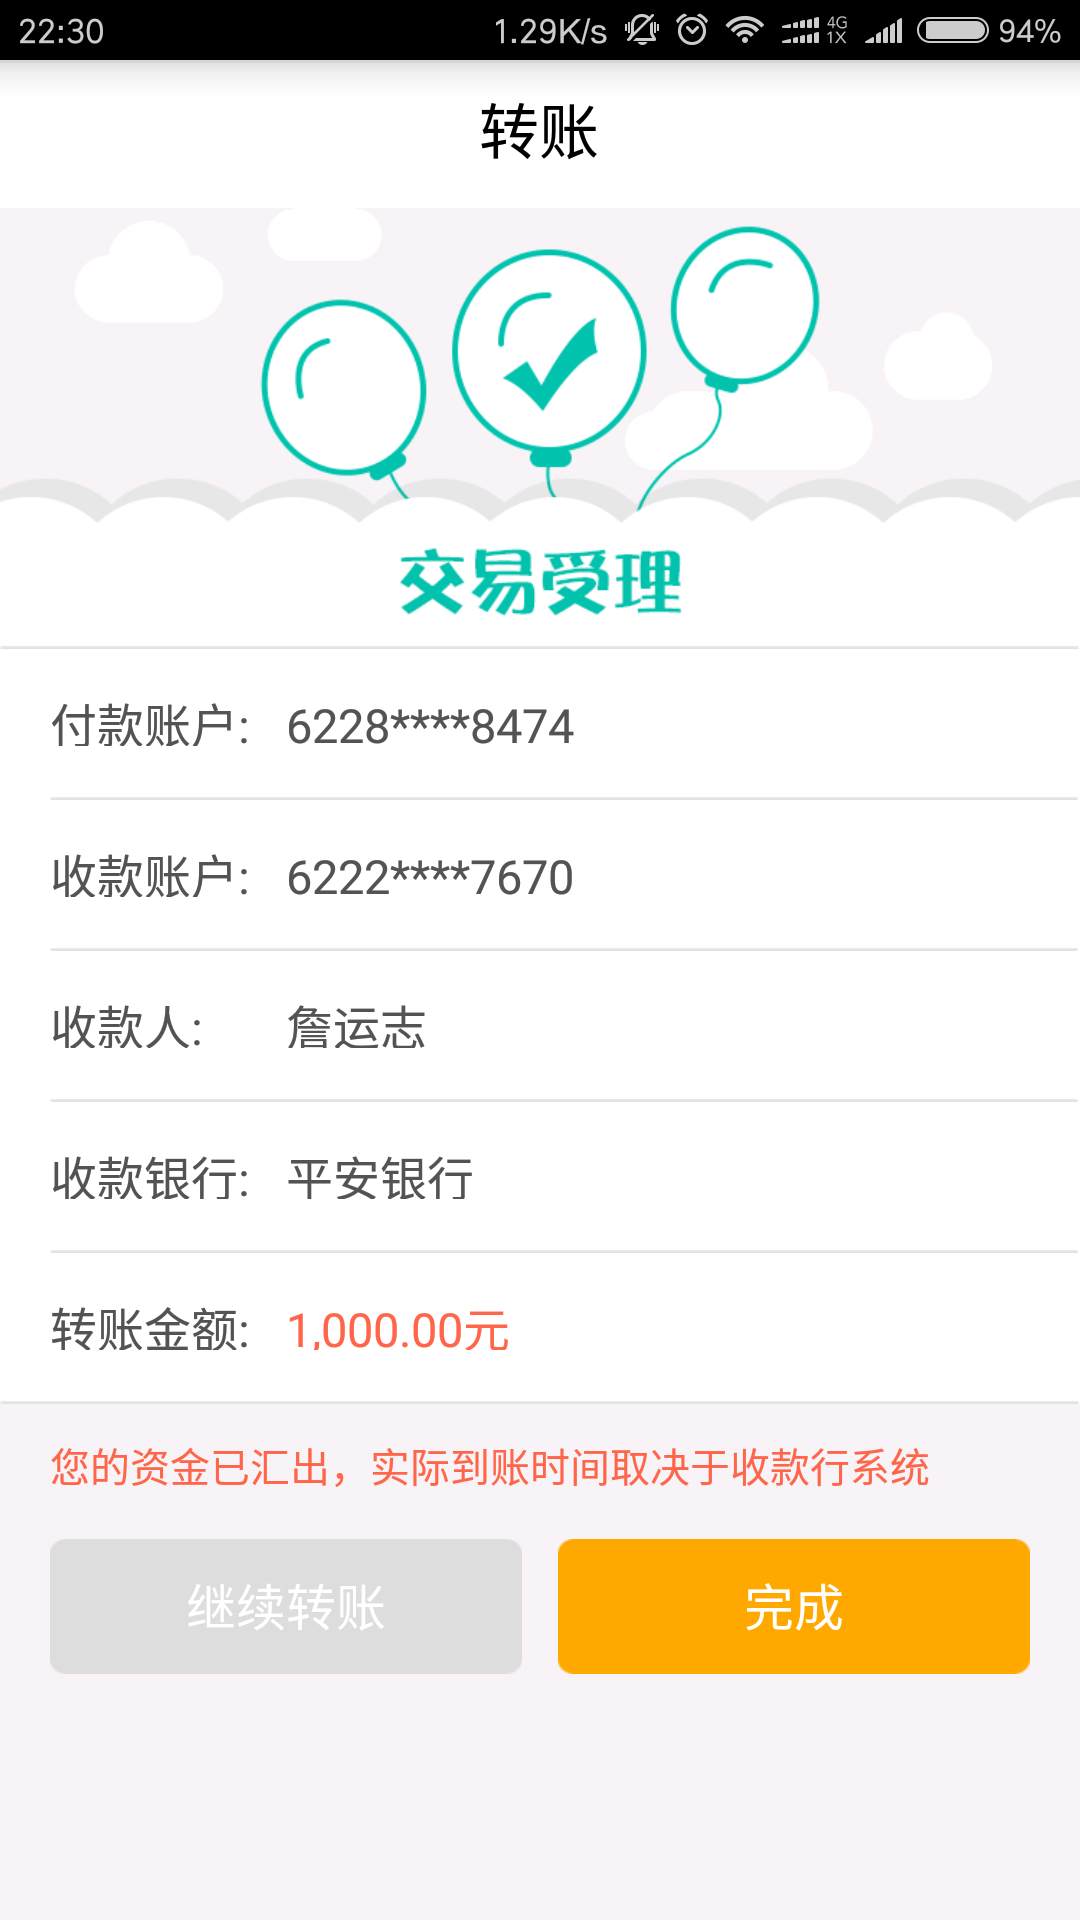 22:30 1.29K/s 4G 1X 94%
转账
交易受理
付款账户: 6228****8474
收款账户: 6222****7670
收款人: 詹运志
收款银行: 平安银行
转账金额: 1,000.00元
您的资金已汇出，实际到账时间取决于收款行系统
继续转账 完成